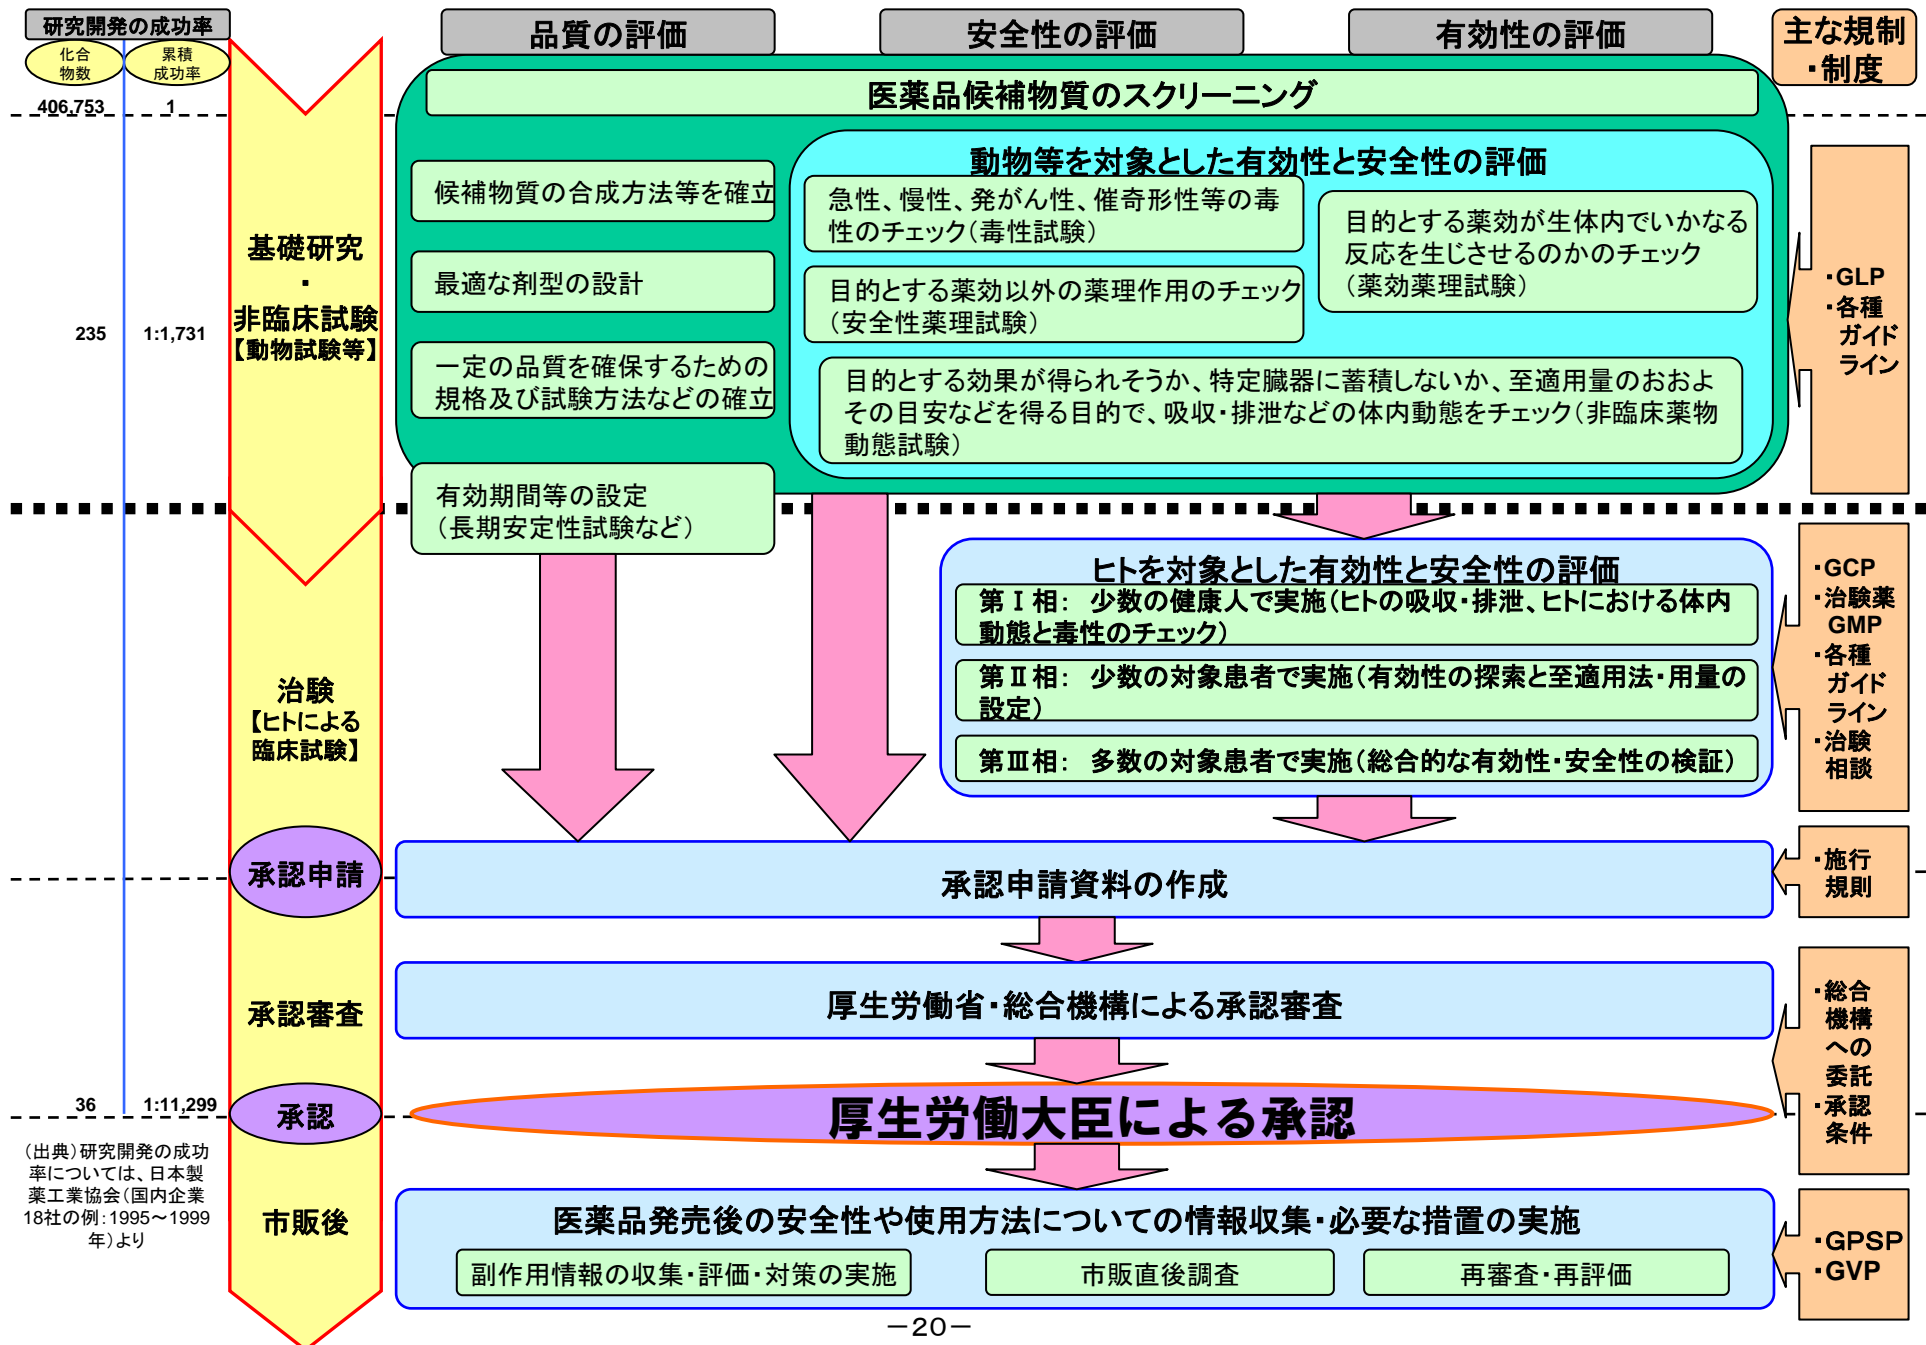 研究開発の成功率
化合
物数
累積
成功率
品質の評価
安全性の評価
有効性の評価
主な規制
・制度
406,753
1
医薬品候補物質のスクリーニング
動物等を対象とした有効性と安全性の評価
候補物質の合成方法等を確立
最適な剤型の設計
一定の品質を確保するための
規格及び試験方法などの確立
有効期間等の設定
（長期安定性試験など）
急性、慢性、発がん性、催奇形性等の毒
性のチェック（毒性試験）
目的とする薬効以外の薬理作用のチェック
（安全性薬理試験）
目的とする薬効が生体内でいかなる
反応を生じさせるのかのチェック
（薬効薬理試験）
目的とする効果が得られそうか、特定臓器に蓄積しないか、至適用量のおおよ
その目安などを得る目的で、吸収・排泄などの体内動態をチェック（非臨床薬物
動態試験）
基礎研究
・
非臨床試験
【動物試験等】
235
1:1,731
・GLP
・各種
ガイド
ライン
ヒトを対象とした有効性と安全性の評価
第Ⅰ相： 少数の健康人で実施（ヒトの吸収・排泄、ヒトにおける体内
動態と毒性のチェック）
第Ⅱ相： 少数の対象患者で実施（有効性の探索と至適用法・用量の
設定）
第Ⅲ相： 多数の対象患者で実施（総合的な有効性・安全性の検証）
治験
【ヒトによる
臨床試験】
・GCP
・治験薬
GMP
・各種
ガイド
ライン
・治験
相談
承認申請
承認申請資料の作成
・施行
規則
承認審査
厚生労働省・総合機構による承認審査
・総合
機構
への
委託
・承認
条件
36
1:11,299
承認
厚生労働大臣による承認
（出典）研究開発の成功
率については、日本製
薬工業協会（国内企業
18社の例：1995～1999
年）より
市販後
医薬品発売後の安全性や使用方法についての情報収集・必要な措置の実施
副作用情報の収集・評価・対策の実施
市販直後調査
再審査・再評価
・GPSP
・GVP
－20－